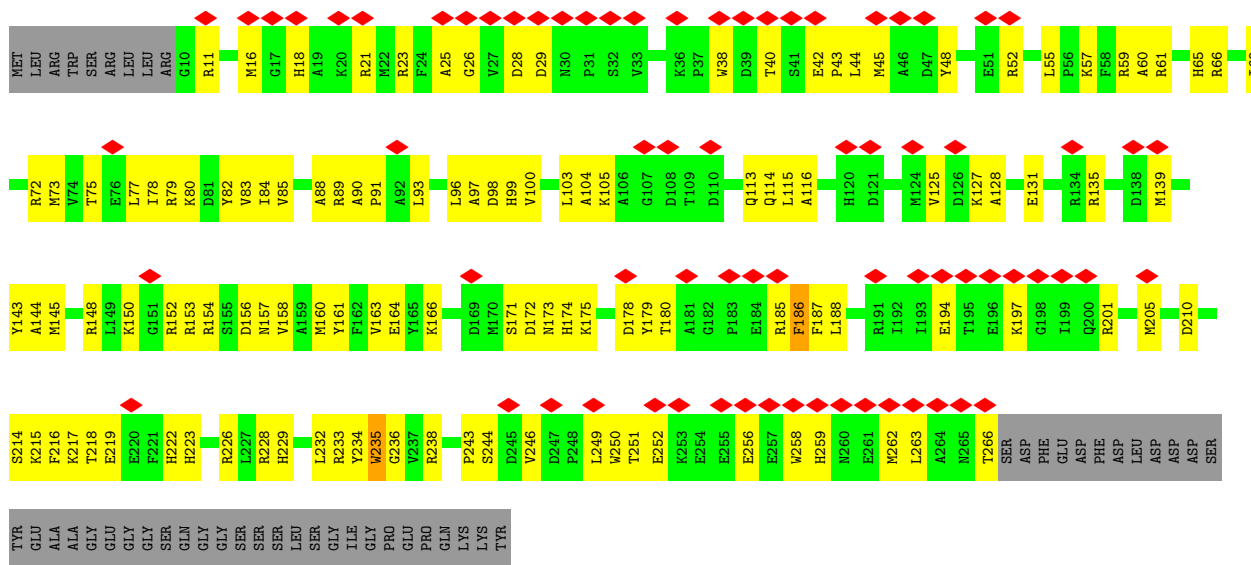 MET LEU ARG TRP SER ARG LEU LEU ARG G10 R11 M16 G17 H18 A19 K20 R21 M22 R23 F24 A25 G26 V27 D28 D29 N30 P31 S32 V33 K36 P37 W38 D39 T40 S41 E42 P43 L44 M45 A46 D47 Y48 E51 R52 L55 P56 K57 F58 R59 A60 R61 H65 R66
R72 M73 V74 T75 E76 L77 I78 R79 K80 D81 Y82 V83 I84 V85 A88 R89 A90 P91 A92 L93 L96 A97 D98 H99 V100 L103 A104 K105 A106 G107 D108 T109 D110 Q113 Q114 L115 A116 H120 D121 M124 V125 D126 K127 A128 E131 R134 R135 D138 M139
Y143 A144 M145 R148 L149 K150 G151 R152 R153 R154 S155 D156 N157 V158 A159 M160 Y161 F162 V163 E164 Y165 K166 D169 M170 S171 D172 N173 H174 K175 D178 Y179 T180 A181 G182 P183 E184 R185 F186 F187 L188 R191 I192 I193 E194 T195 E196 K197 G198 I199 Q200 R201 M205 D210
S214 K215 F216 K217 T218 E219 E220 F221 H222 H223 R226 L227 R228 H229 L232 R233 Y234 W235 G236 V237 R238 P243 S244 D245 V246 D247 P248 L249 W250 T251 E252 K253 E254 E255 E256 E257 W258 H259 N260 E261 M262 L263 A264 N265 T266 SER ASP PHE GLU ASP PHE ASP LEU ASP ASP ASP SER
TYR GLU ALA ALA GLY GLU GLY GLY SER GLN GLY GLY SER SER SER LEU SER GLY ILE GLY PRO GLU PRO GLN LYS LYS TYR